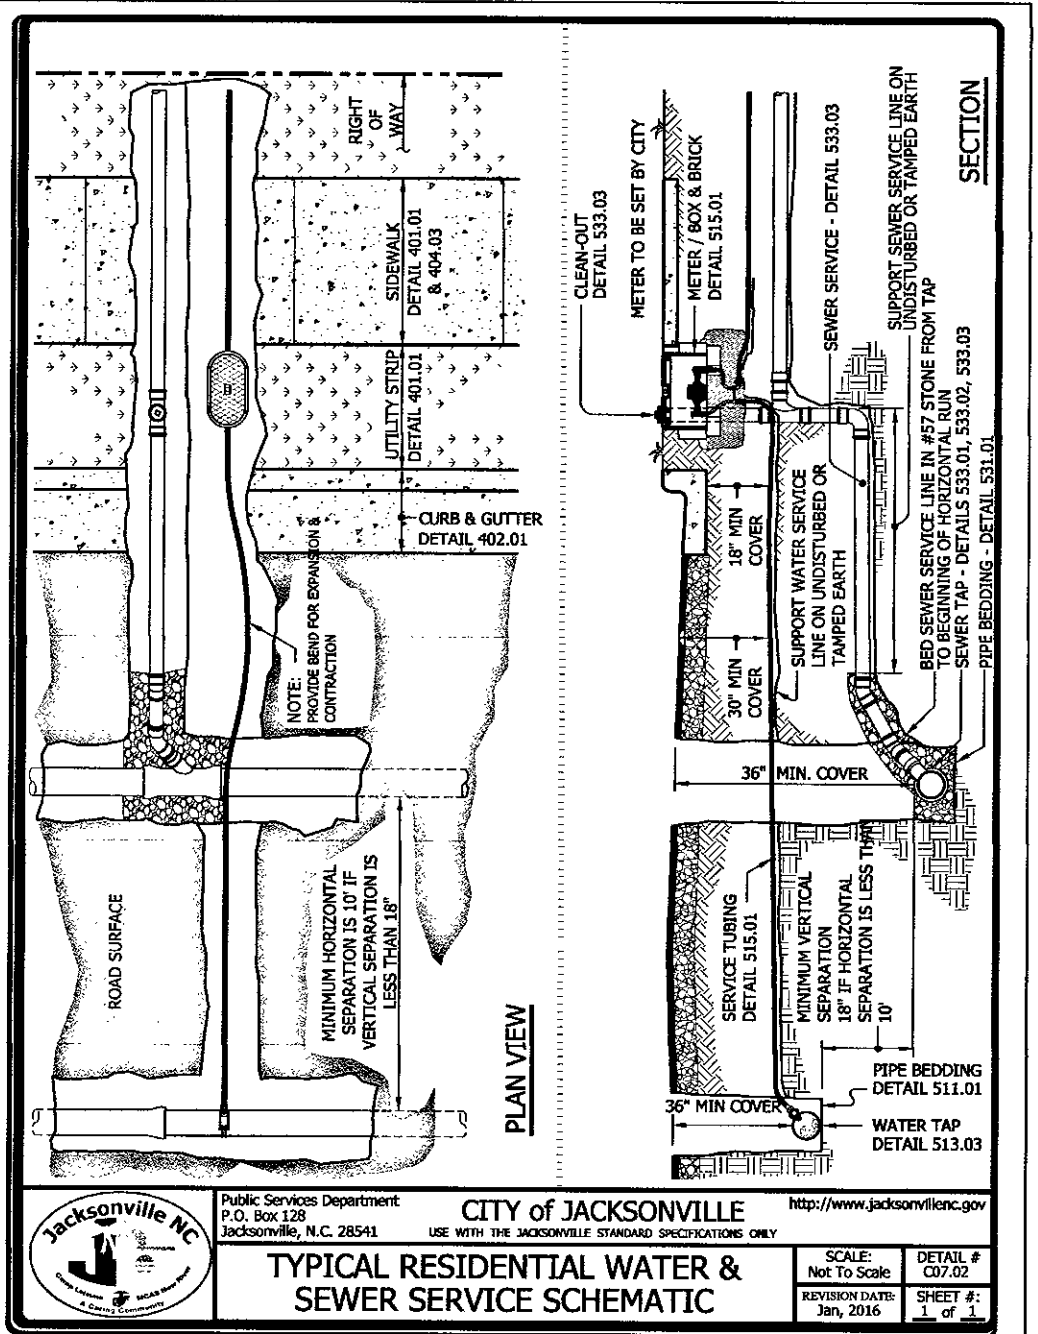 RIGHT
OF
WAY
SIDEWALK
DETAIL 401.01
& 404.03
UTILITY STRIP
DETAIL 401.01
CURB & GUTTER
DETAIL 402.01
NOTE:
PROVIDE BEND FOR EXPANSION &
CONTRACTION
ROAD SURFACE
MINIMUM HORIZONTAL
SEPARATION IS 10' IF
VERTICAL SEPARATION IS
LESS THAN 18"
PLAN VIEW
CLEAN-OUT
DETAIL 533.03
METER TO BE SET BY CITY
METER / BOX & BRICK
DETAIL 515.01
SEWER SERVICE - DETAIL 533.03
SUPPORT SEWER SERVICE LINE ON
UNDISTURBED OR TAMPED EARTH
SECTION
18" MIN
COVER
30" MIN
COVER
SUPPORT WATER SERVICE
LINE ON UNDISTURBED OR
TAMPED EARTH
BED SEWER SERVICE LINE IN #57 STONE FROM TAP
TO BEGINNING OF HORIZONTAL RUN
SEWER TAP - DETAILS 533.01, 533.02, 533.03
PIPE BEDDING - DETAIL 531.01
36" MIN. COVER
SERVICE TUBING
DETAIL 515.01
MINIMUM VERTICAL
SEPARATION
18" IF HORIZONTAL
SEPARATION IS LESS THAN
10'
36" MIN COVER
PIPE BEDDING
DETAIL 511.01
WATER TAP
DETAIL 513.03
Jacksonville NC
Camp Lejeune
MCAS New River
A Caring Community
Public Services Department
P.O. Box 128
Jacksonville, N.C. 28541
CITY of JACKSONVILLE
USE WITH THE JACKSONVILLE STANDARD SPECIFICATIONS ONLY
http://www.jacksonvillenc.gov
TYPICAL RESIDENTIAL WATER &
SEWER SERVICE SCHEMATIC
SCALE:
Not To Scale
DETAIL #
C07.02
REVISION DATE:
Jan, 2016
SHEET #:
1 of 1